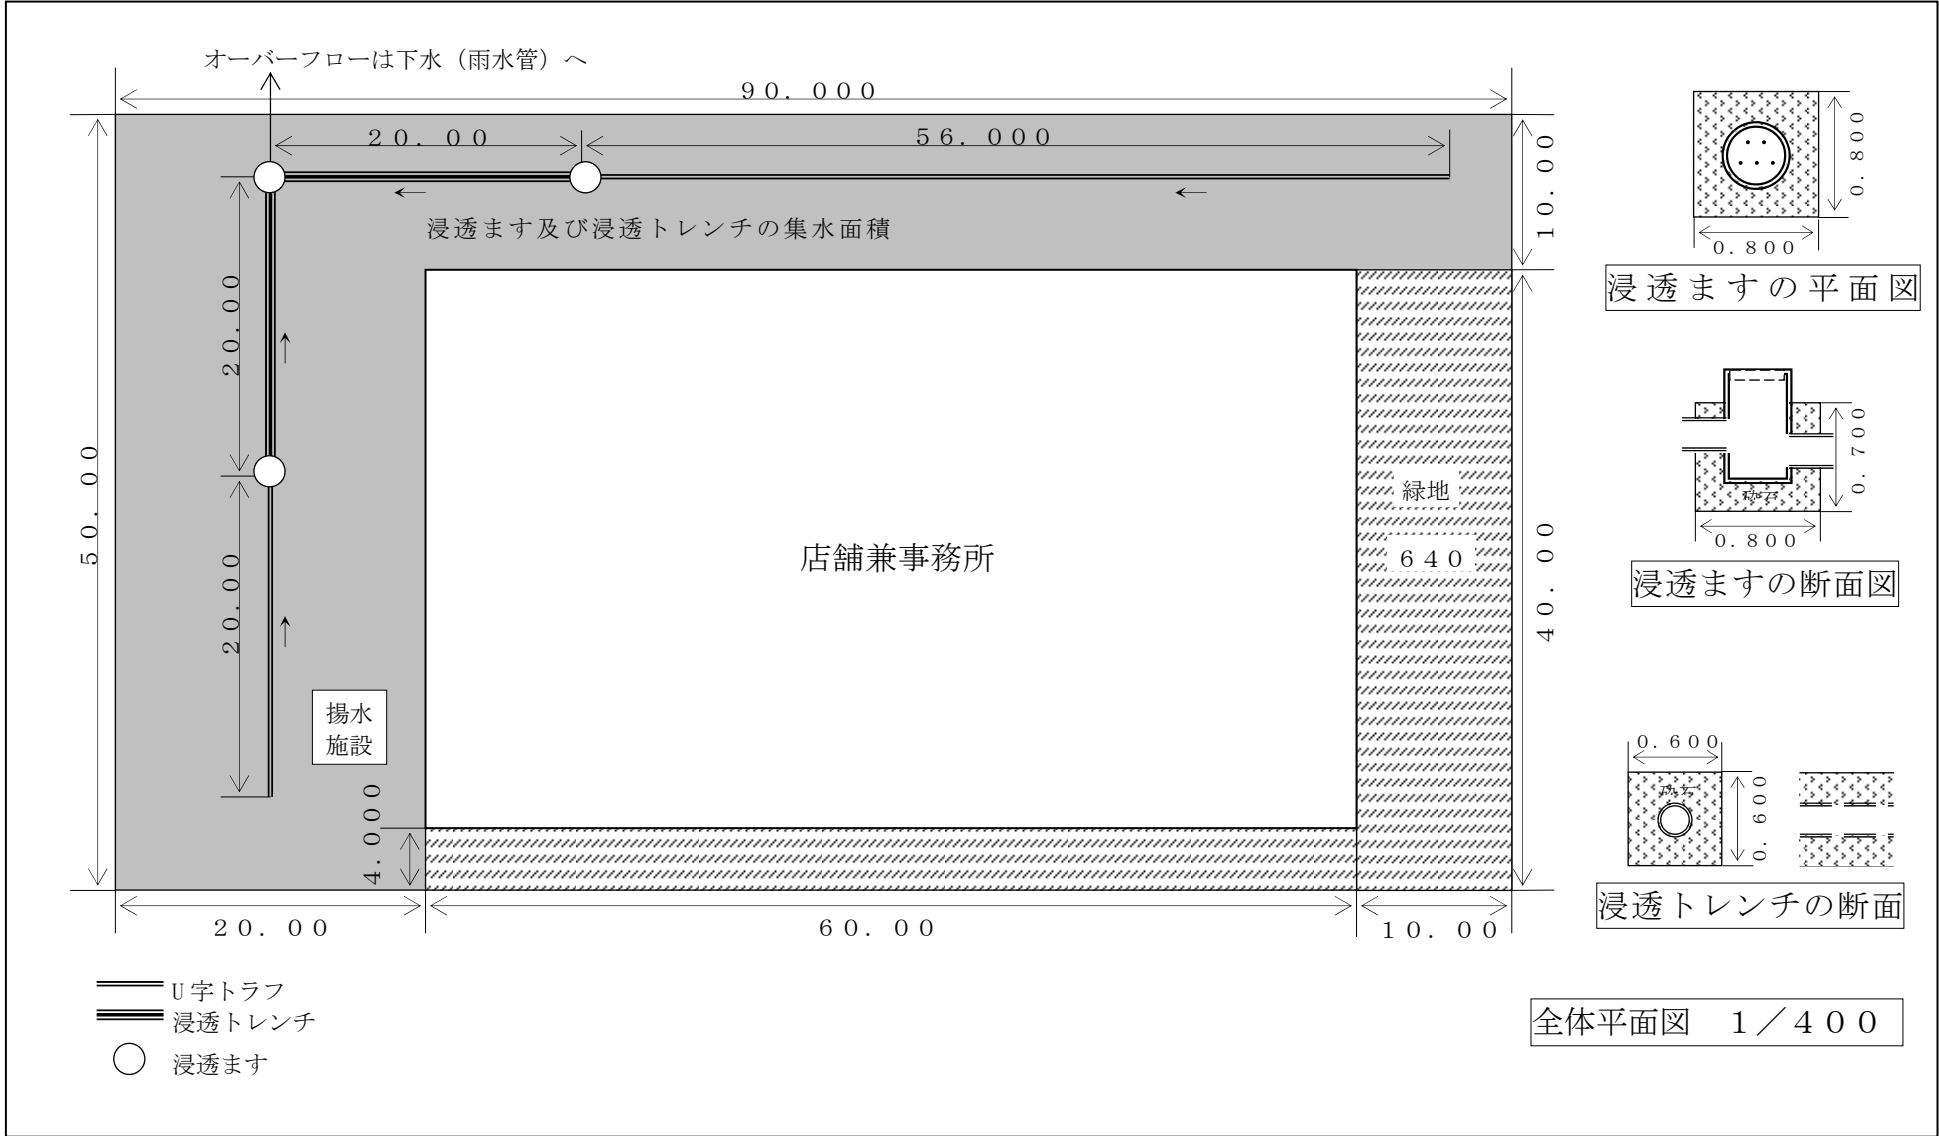 オーバーフローは下水（雨水管）へ
９０．０００
２０．００
５６．０００
１０．００
０．８００
０．８００
浸透ますの平面図
浸透ます及び浸透トレンチの集水面積
２０．００
５０．００
２０．００
揚水
施設
４．０００
店舗兼事務所
緑地
６４０
４０．００
０．７００
砕石
０．８００
浸透ますの断面図
０．６００
砕石
０．６００
浸透トレンチの断面
２０．００
６０．００
１０．００
U字トラフ
浸透トレンチ
浸透ます
全体平面図　１／４００